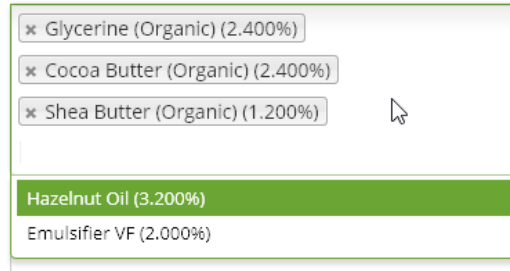 × Glycerine (Organic) (2.400%)
× Cocoa Butter (Organic) (2.400%)
× Shea Butter (Organic) (1.200%)
Hazelnut Oil (3.200%)
Emulsifier VF (2.000%)